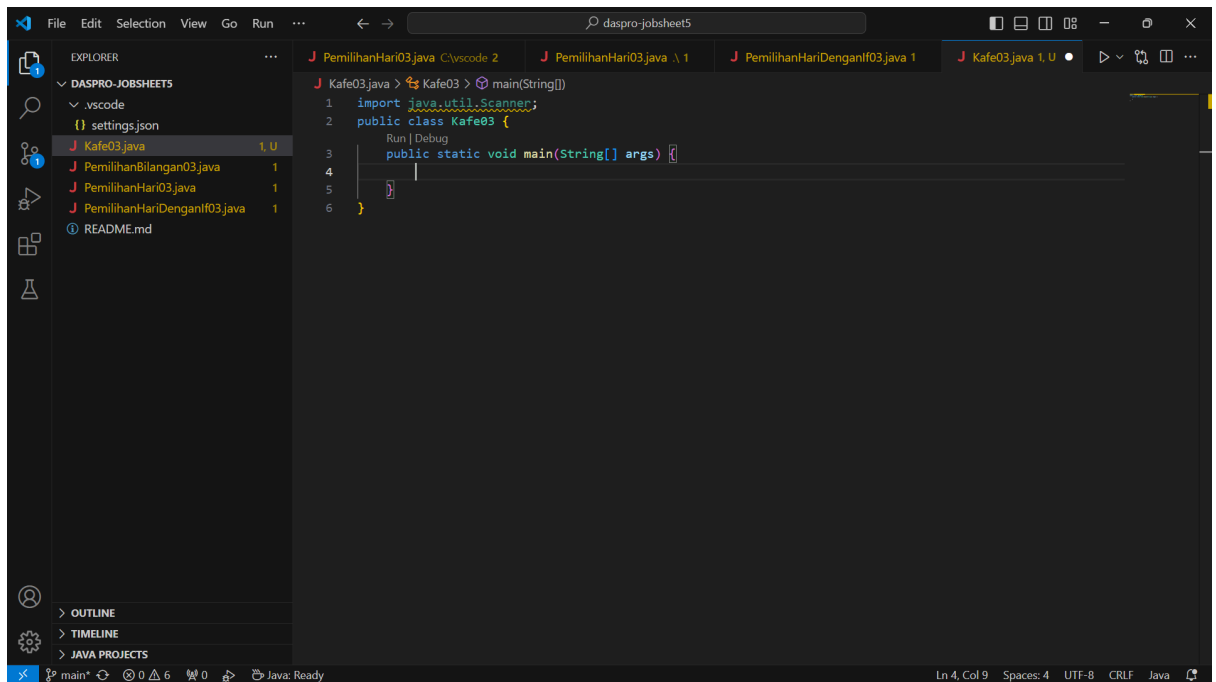 File Edit Selection View Go Run ··· daspro-jobsheet5
EXPLORER ···
DASPRO-JOBSHEET5
.vscode
{} settings.json
J Kafe03.java 1, U
J PemilihanBilangan03.java 1
J PemilihanHari03.java 1
J PemilihanHariDenganIf03.java 1
README.md
OUTLINE
TIMELINE
JAVA PROJECTS
J PemilihanHari03.java C:\vscode 2 J PemilihanHari03.java .\ 1 J PemilihanHariDenganIf03.java 1 J Kafe03.java 1, U
J Kafe03.java > Kafe03 > main(String[])
1 import java.util.Scanner;
2 public class Kafe03 {
Run | Debug
3 public static void main(String[] args) {
4
5 }
6 }
main* 0 6 0 Java: Ready Ln 4, Col 9 Spaces: 4 UTF-8 CRLF Java